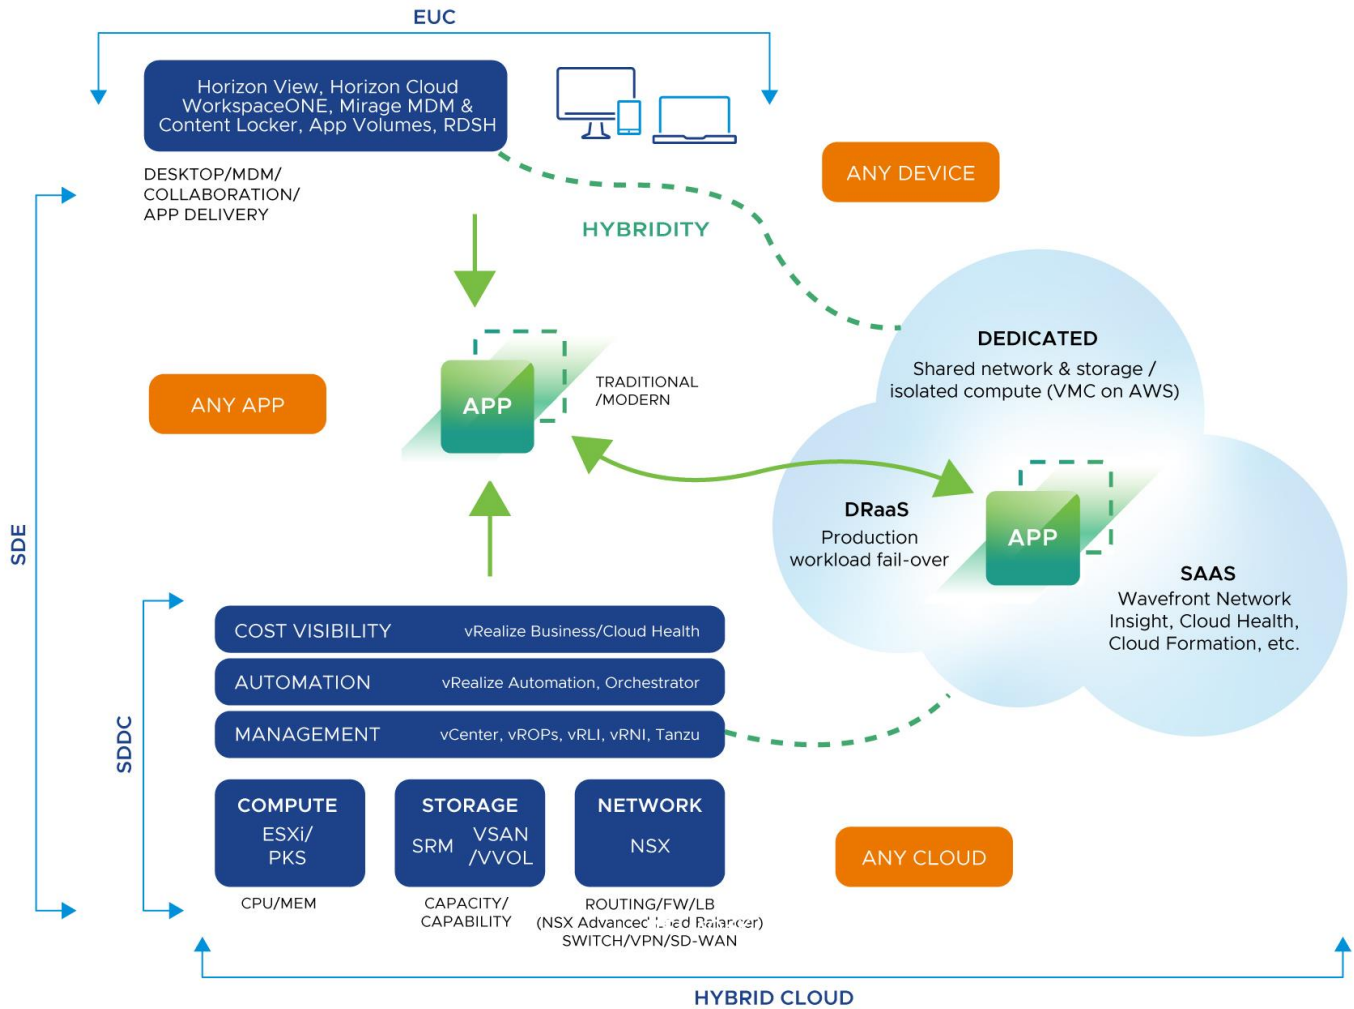 EUC
Horizon View, Horizon Cloud
WorkspaceONE, Mirage MDM &
Content Locker, App Volumes, RDSH
DESKTOP/MDM/
COLLABORATION/
APP DELIVERY
ANY DEVICE
HYBRIDITY
ANY APP
APP
TRADITIONAL
/MODERN
DEDICATED
Shared network & storage /
isolated compute (VMC on AWS)
DRaaS
Production
workload fail-over
APP
SAAS
Wavefront Network
Insight, Cloud Health,
Cloud Formation, etc.
SDE
SDDC
COST VISIBILITY vRealize Business/Cloud Health
AUTOMATION vRealize Automation, Orchestrator
MANAGEMENT vCenter, vROPs, vRLI, vRNI, Tanzu
COMPUTE
ESXi/
PKS
CPU/MEM
STORAGE
SRM
VSAN
/VVOL
CAPACITY/
CAPABILITY
NETWORK
NSX
ROUTING/FW/LB
(NSX Advanced Load Balancer)
SWITCH/VPN/SD-WAN
ANY CLOUD
HYBRID CLOUD